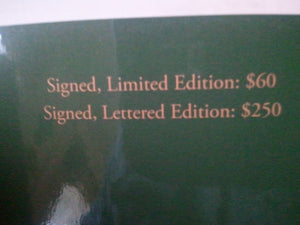 Signed, Limited Edition: $60
Signed, Lettered Edition: $250